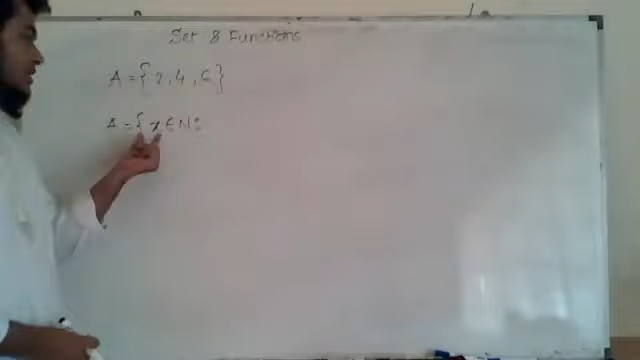 Set & Functions
A = { 2, 4, 6 }
A = { x ∈ N :